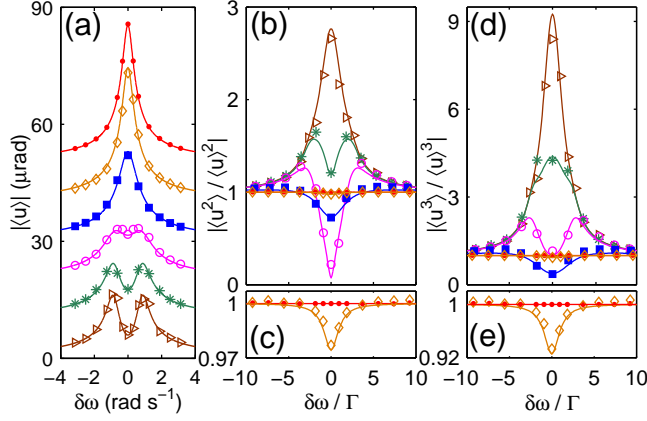 (a)
90
60
30
0
|⟨u⟩| (μrad)
−4 −2 0 2 4
δω (rad s⁻¹)
(b)
3
2
1
0
|⟨u²⟩ / ⟨u⟩²|
(c)
1
0.97
−10 −5 0 5 10
δω / Γ
(d)
9
6
3
0
|⟨u³⟩ / ⟨u⟩³|
(e)
1
0.92
−10 −5 0 5 10
δω / Γ